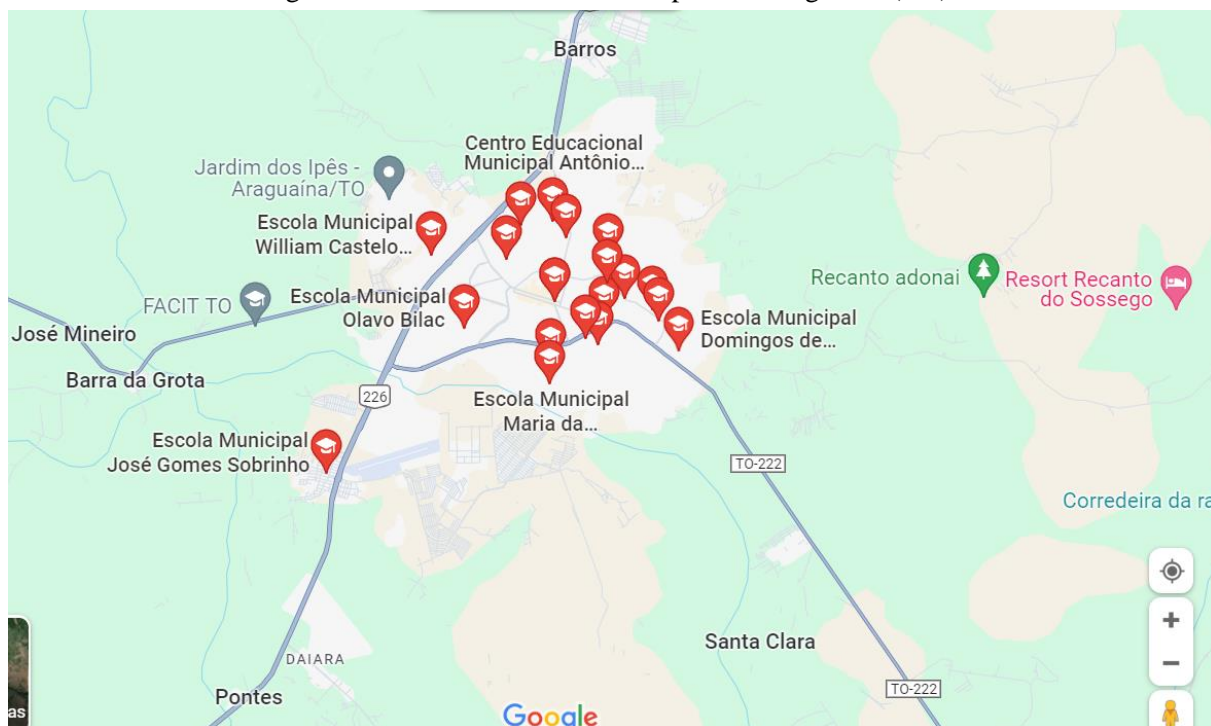 Barros
Centro Educacional
Municipal Antônio...
Jardim dos Ipês -
Araguaína/TO
Escola Municipal
William Castelo...
Recanto adonai
Resort Recanto
do Sossego
FACIT TO
Escola Municipal
Olavo Bilac
Escola Municipal
Domingos de...
José Mineiro
Barra da Grota
226
Escola Municipal
Maria da...
Escola Municipal
José Gomes Sobrinho
TO-222
Corredeira da ra
Santa Clara
DAIARA
TO-222
Pontes
as
Google